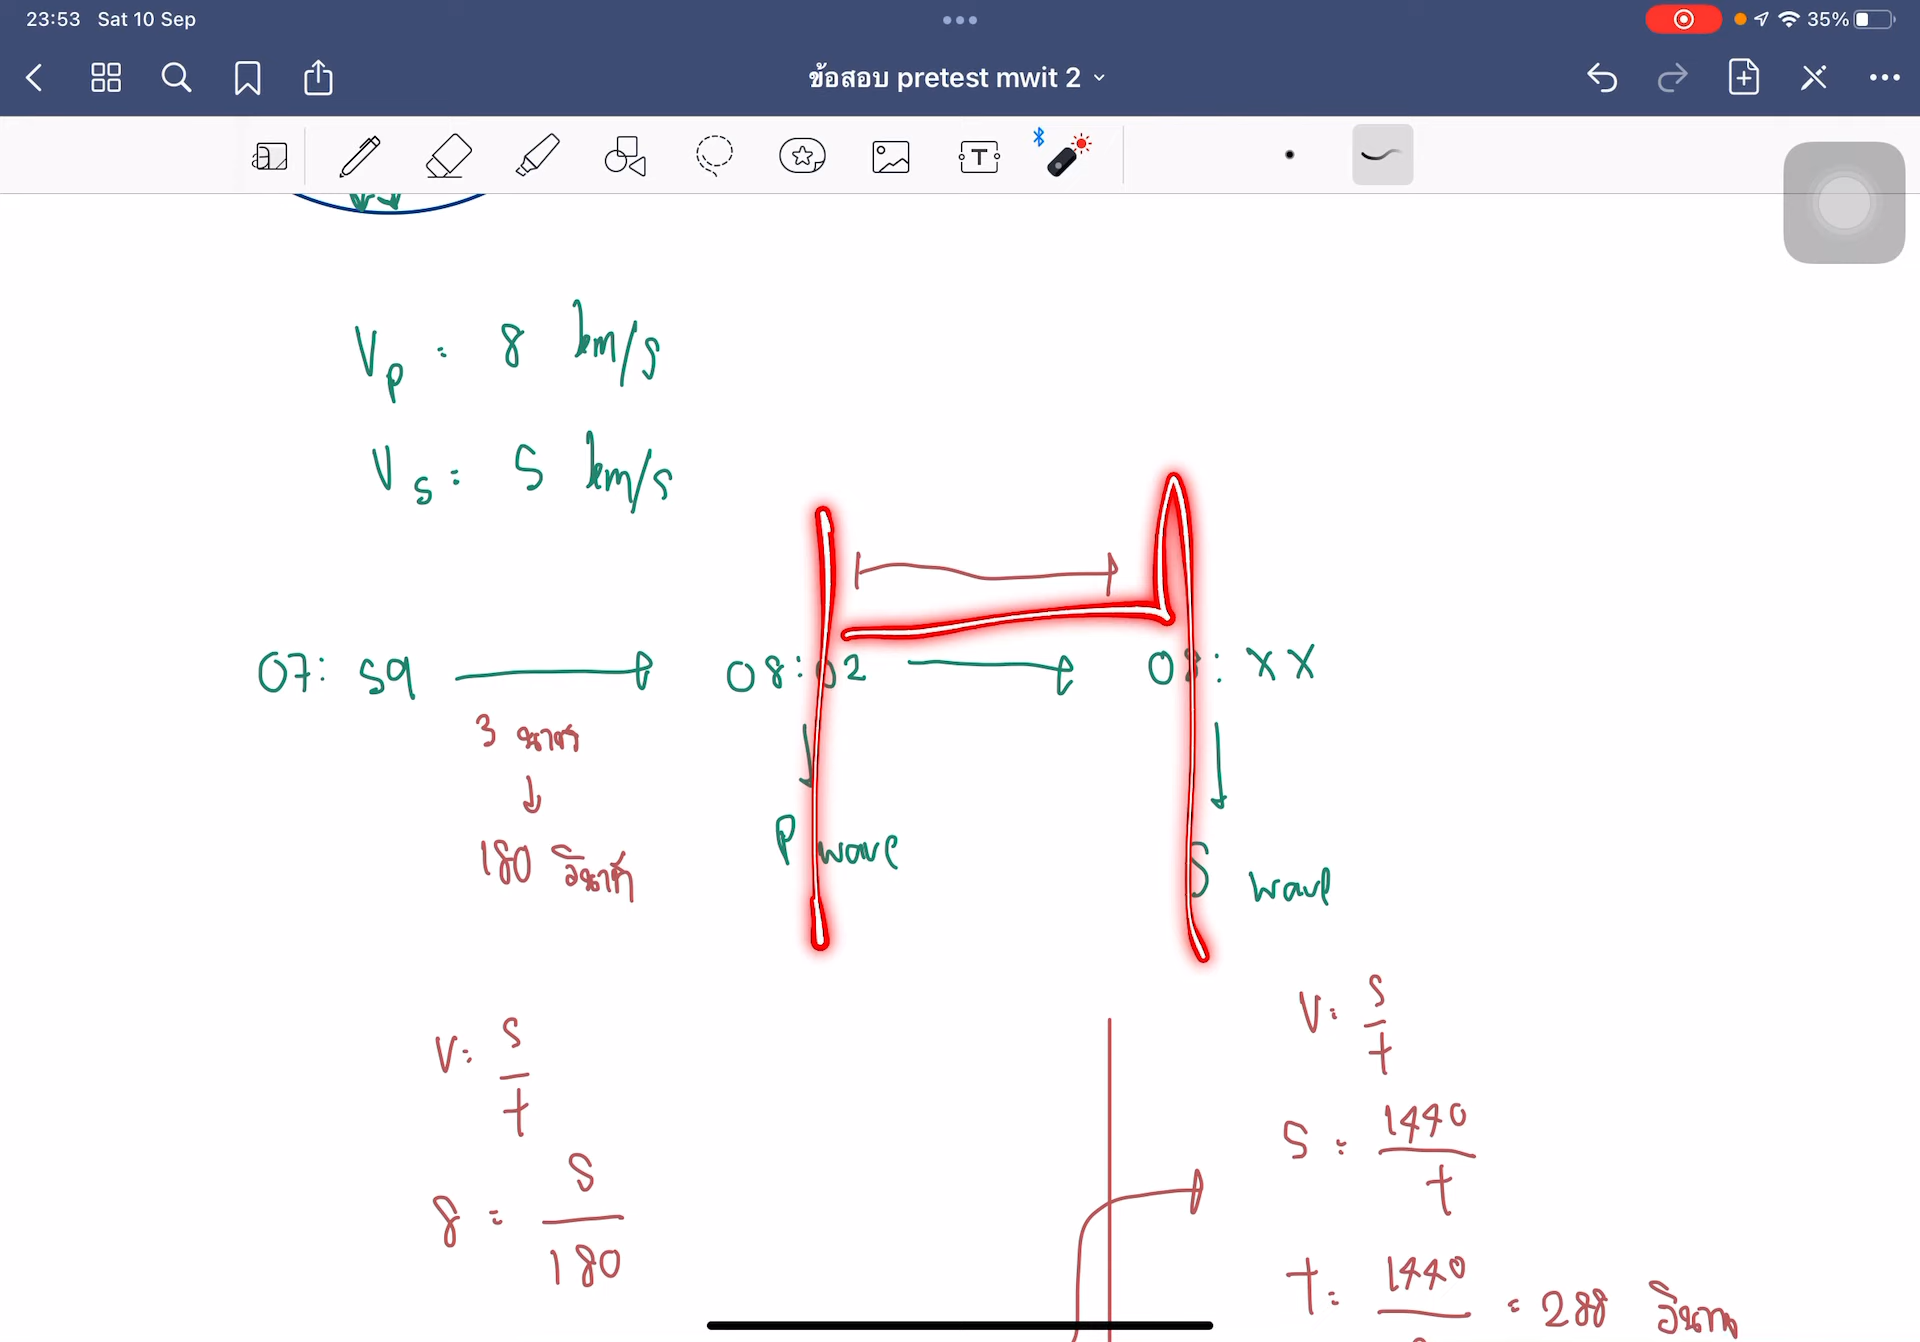 23:53 Sat 10 Sep
35%
ข้อสอบ pretest mwit 2
T
Vp = 8 km/s
Vs = 5 km/s
07:59 08:02 08:XX
3 นาที
180 วินาที
P wave
S wave
V = s/t
8 = S/180
V = s/t
5 = 1440/t
t = 1440/ = 288 วินาที